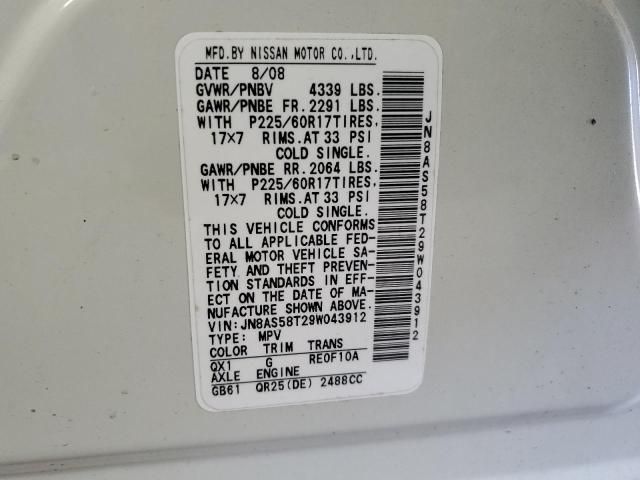 MFD.BY NISSAN MOTOR CO.,LTD.
DATE 8/08
GVWR/PNBV 4339 LBS.
GAWR/PNBE FR. 2291 LBS.
WITH P225/60R17TIRES,
17×7 RIMS.AT 33 PSI
COLD SINGLE.
GAWR/PNBE RR. 2064 LBS.
WITH P225/60R17TIRES,
17×7 RIMS.AT 33 PSI
COLD SINGLE.
THIS VEHICLE CONFORMS
TO ALL APPLICABLE FED-
ERAL MOTOR VEHICLE SA-
FETY AND THEFT PREVEN-
TION STANDARDS IN EFF-
ECT ON THE DATE OF MA-
NUFACTURE SHOWN ABOVE.
VIN:JN8AS58T29W043912
TYPE: MPV
COLOR TRIM TRANS
QX1 G RE0F10A
AXLE ENGINE
GB61 QR25(DE) 2488CC
JN8AS58T29W043912